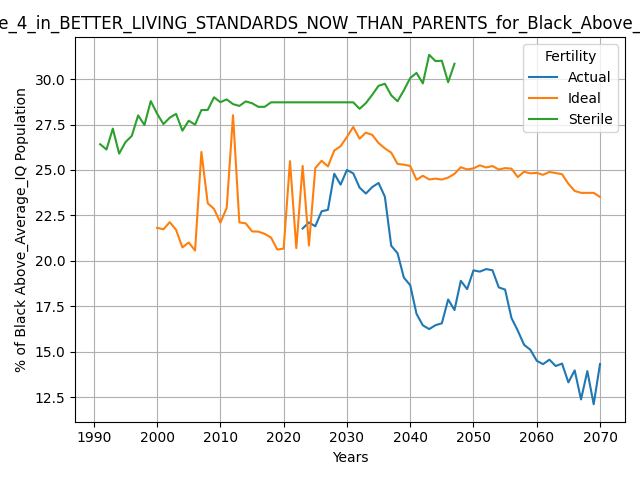 e_4_in_BETTER_LIVING_STANDARDS_NOW_THAN_PARENTS_for_Black_Above_
Fertility
Actual
Ideal
Sterile
% of Black Above_Average_IQ Population
30.0
27.5
25.0
22.5
20.0
17.5
15.0
12.5
1990 2000 2010 2020 2030 2040 2050 2060 2070
Years